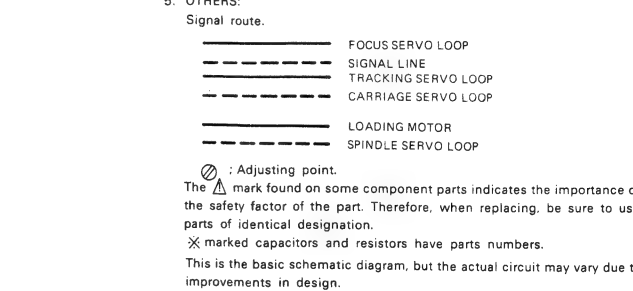 5. OTHERS:
Signal route.
FOCUS SERVO LOOP
SIGNAL LINE
TRACKING SERVO LOOP
CARRIAGE SERVO LOOP
LOADING MOTOR
SPINDLE SERVO LOOP
; Adjusting point.
The ⚠ mark found on some component parts indicates the importance
the safety factor of the part. Therefore, when replacing, be sure to us
parts of identical designation.
※ marked capacitors and resistors have parts numbers.
This is the basic schematic diagram, but the actual circuit may vary due t
improvements in design.